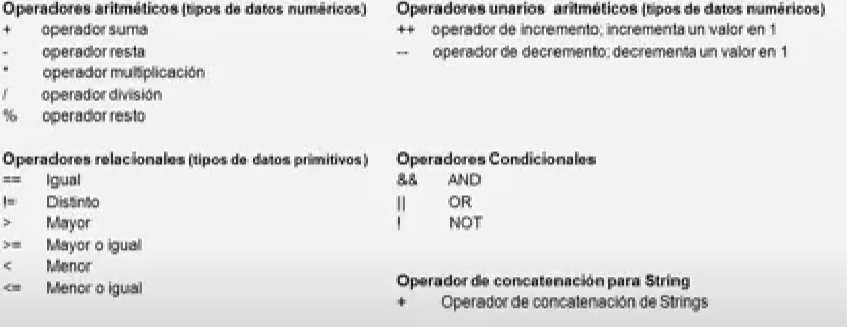 Operadores aritméticos (tipos de datos numéricos)
+ operador suma
- operador resta
* operador multiplicación
/ operador división
% operador resto
Operadores unarios aritméticos (tipos de datos numéricos)
++ operador de incremento; incrementa un valor en 1
-- operador de decremento; decrementa un valor en 1
Operadores relacionales (tipos de datos primitivos)
== Igual
!= Distinto
> Mayor
>= Mayor o igual
< Menor
<= Menor o igual
Operadores Condicionales
&& AND
|| OR
! NOT
Operador de concatenación para String
+ Operador de concatenación de Strings